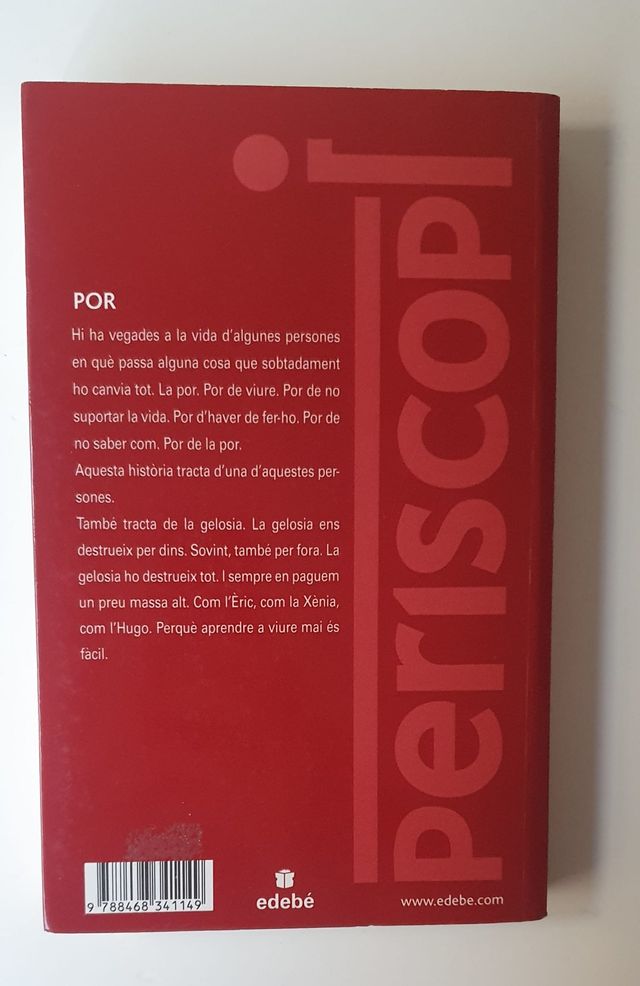 POR
Hi ha vegades a la vida d'algunes persones
en què passa alguna cosa que sobtadament
ho canvia tot. La por. Por de viure. Por de no
suportar la vida. Por d'haver de fer-ho. Por de
no saber com. Por de la por.
Aquesta història tracta d'una d'aquestes per-
sones.
També tracta de la gelosia. La gelosia ens
destrueix per dins. Sovint, també per fora. La
gelosia ho destrueix tot. I sempre en paguem
un preu massa alt. Com l'Èric, com la Xènia,
com l'Hugo. Perquè aprendre a viure mai és
fàcil.
periscopi
9 788468 341149
edebé
www.edebe.com